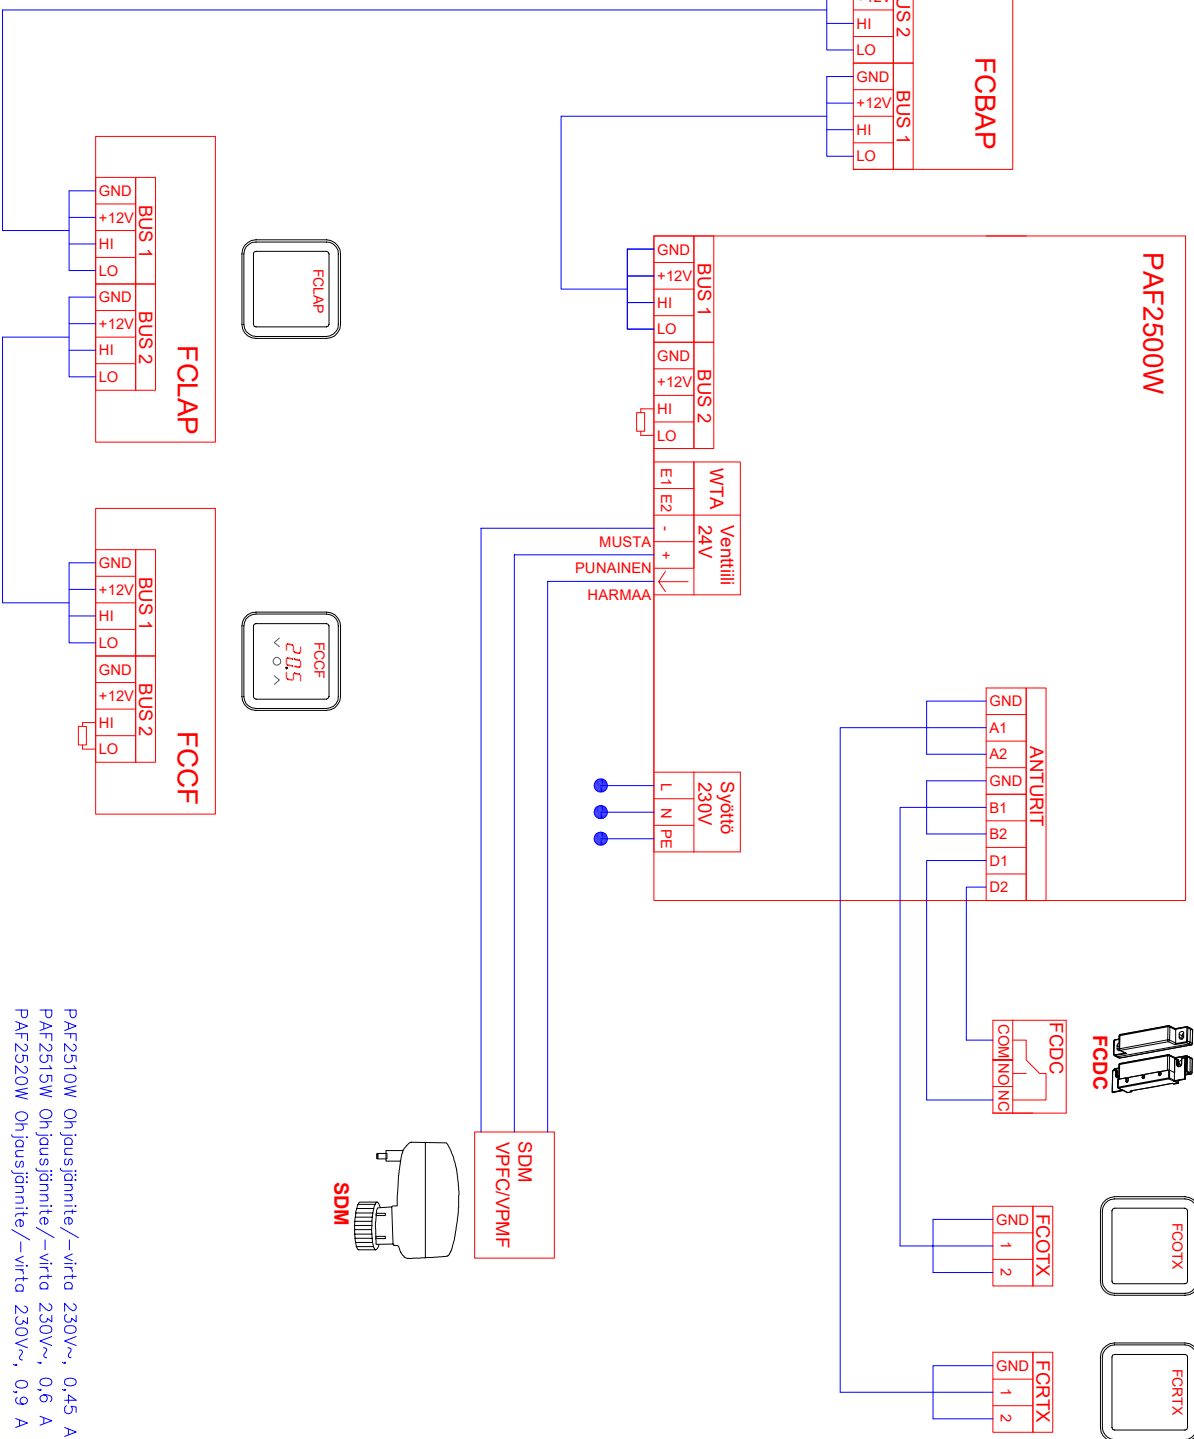 +12V
HI
LO
BUS 2
GND
+12V
HI
LO
BUS 1
FCBAP
GND
+12V
HI
LO
BUS 1
GND
+12V
HI
LO
BUS 2
FCLAP
FCLAP
GND
+12V
HI
LO
BUS 1
GND
+12V
HI
LO
BUS 2
FCCF
FCCF
20.5
PAF2500W
GND
+12V
HI
LO
BUS 1
GND
+12V
HI
LO
BUS 2
WTA
E1
E2
Venttiili
24V
-
+
MUSTA
PUNAINEN
HARMAA
Syöttö
230V
L
N
PE
ANTURIT
GND
A1
A2
GND
B1
B2
D1
D2
FCDC
COM
NO
NC
FCDC
SDM
VPFC/VPMF
SDM
FCOTX
GND
1
2
FCOTX
FCRTX
GND
1
2
FCRTX
PAF2510W Ohjausjännite/-virta 230V~, 0,45 A
PAF2515W Ohjausjännite/-virta 230V~, 0,6 A
PAF2520W Ohjausjännite/-virta 230V~, 0,9 A